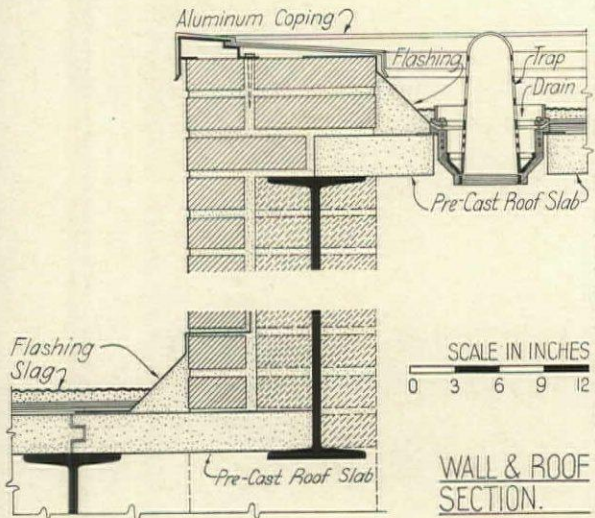 Aluminum Coping
Flashing
Trap
Drain
Pre-Cast Roof Slab
Flashing
Slag
SCALE IN INCHES
0 3 6 9 12
Pre-Cast Roof Slab
WALL & ROOF
SECTION.